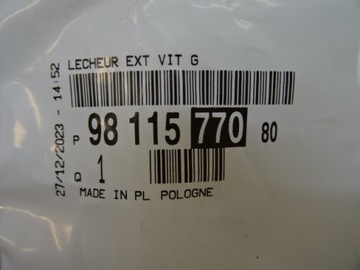 LECHEUR EXT VIT G
27/12/2023 - 14:52
P 98 115 770 80
Q 1
MADE IN PL POLOGNE